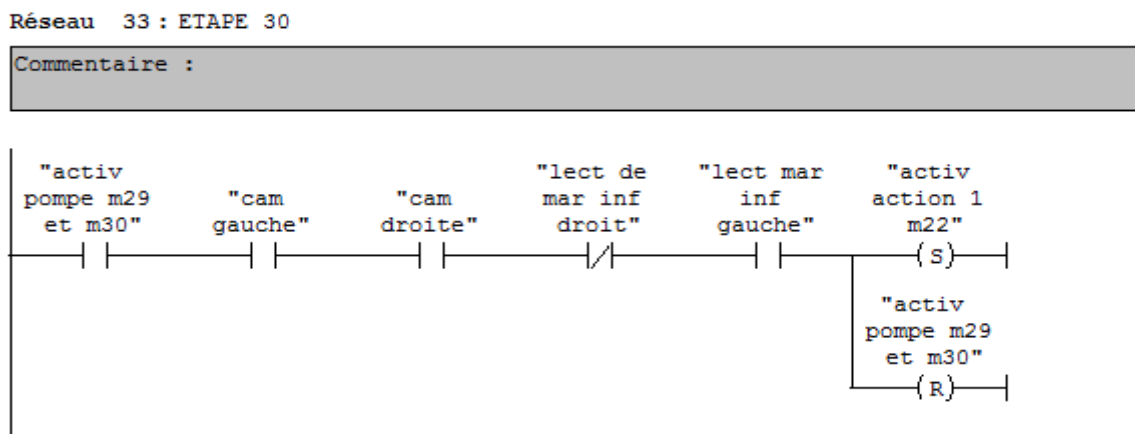 Réseau 33 : ETAPE 30
Commentaire :
"activ
pompe m29
et m30"
"cam
gauche"
"cam
droite"
"lect de
mar inf
droit"
"lect mar
inf
gauche"
"activ
action 1
m22"
S
"activ
pompe m29
et m30"
R